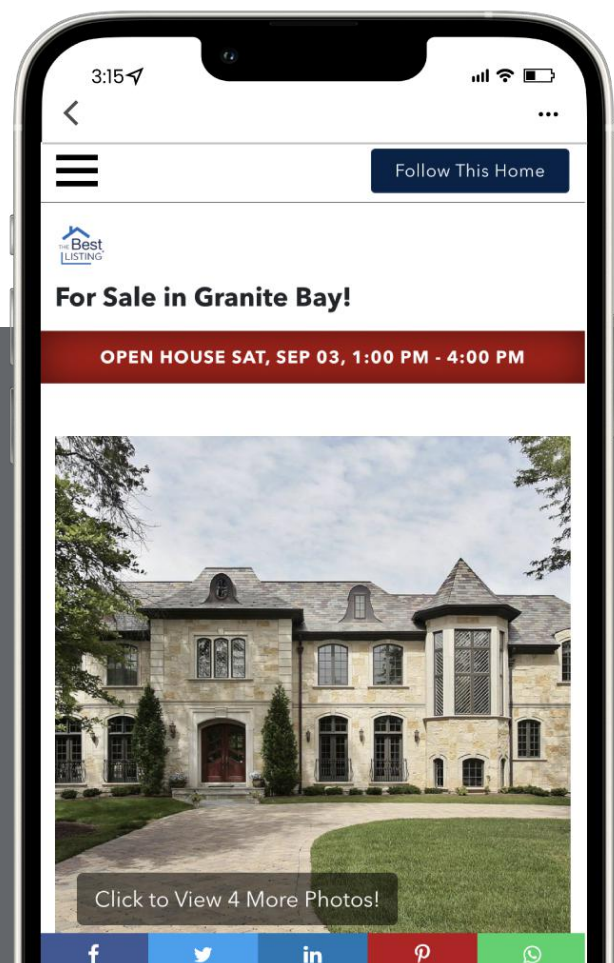 3:15
Follow This Home
THE Best
LISTING
For Sale in Granite Bay!
OPEN HOUSE SAT, SEP 03, 1:00 PM - 4:00 PM
Click to View 4 More Photos!
f
in